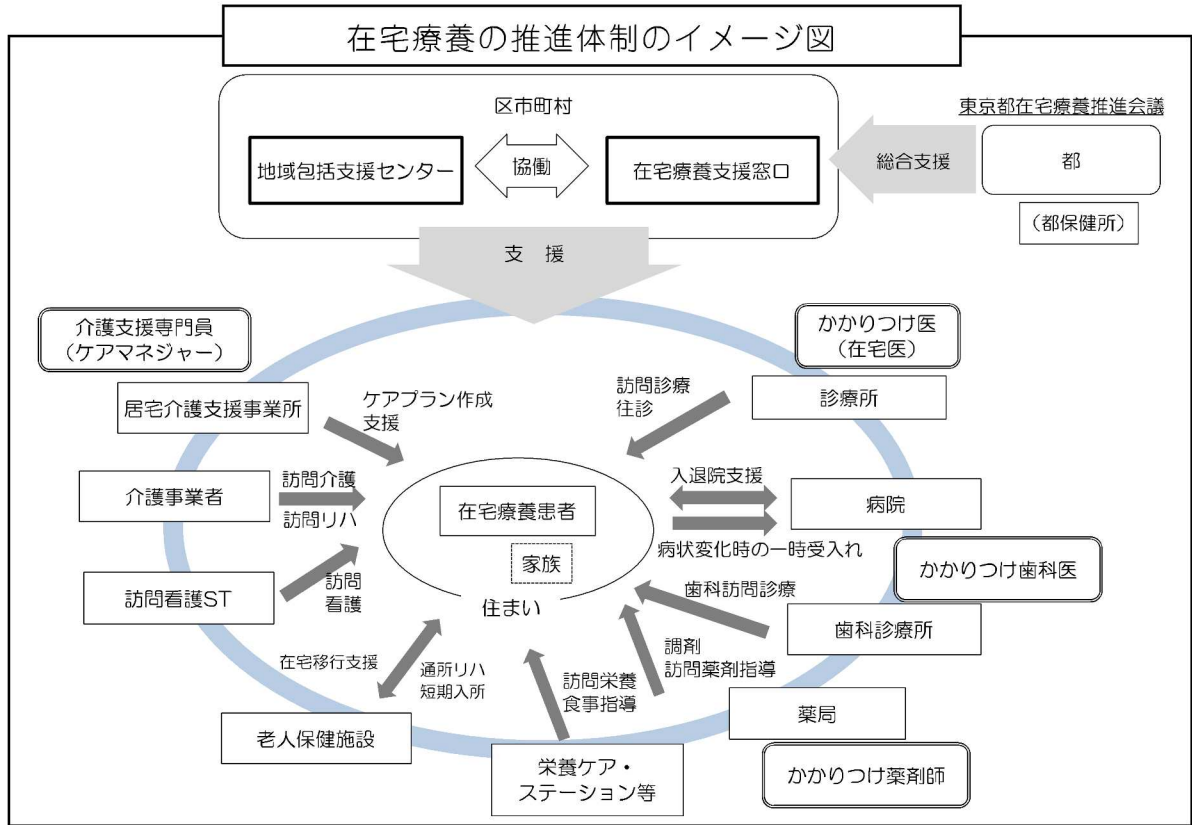 在宅療養の推進体制のイメージ図
区市町村
地域包括支援センター
協働
在宅療養支援窓口
東京都在宅療養推進会議
総合支援
都
（都保健所）
支　援
介護支援専門員
（ケアマネジャー）
居宅介護支援事業所
ケアプラン作成
支援
かかりつけ医
（在宅医）
診療所
訪問診療
往診
介護事業者
訪問介護
訪問リハ
在宅療養患者
家族
住まい
入退院支援
病院
病状変化時の一時受入れ
かかりつけ歯科医
訪問看護ST
訪問
看護
歯科訪問診療
歯科診療所
在宅移行支援
通所リハ
短期入所
老人保健施設
訪問栄養
食事指導
栄養ケア・
ステーション等
調剤
訪問薬剤指導
薬局
かかりつけ薬剤師